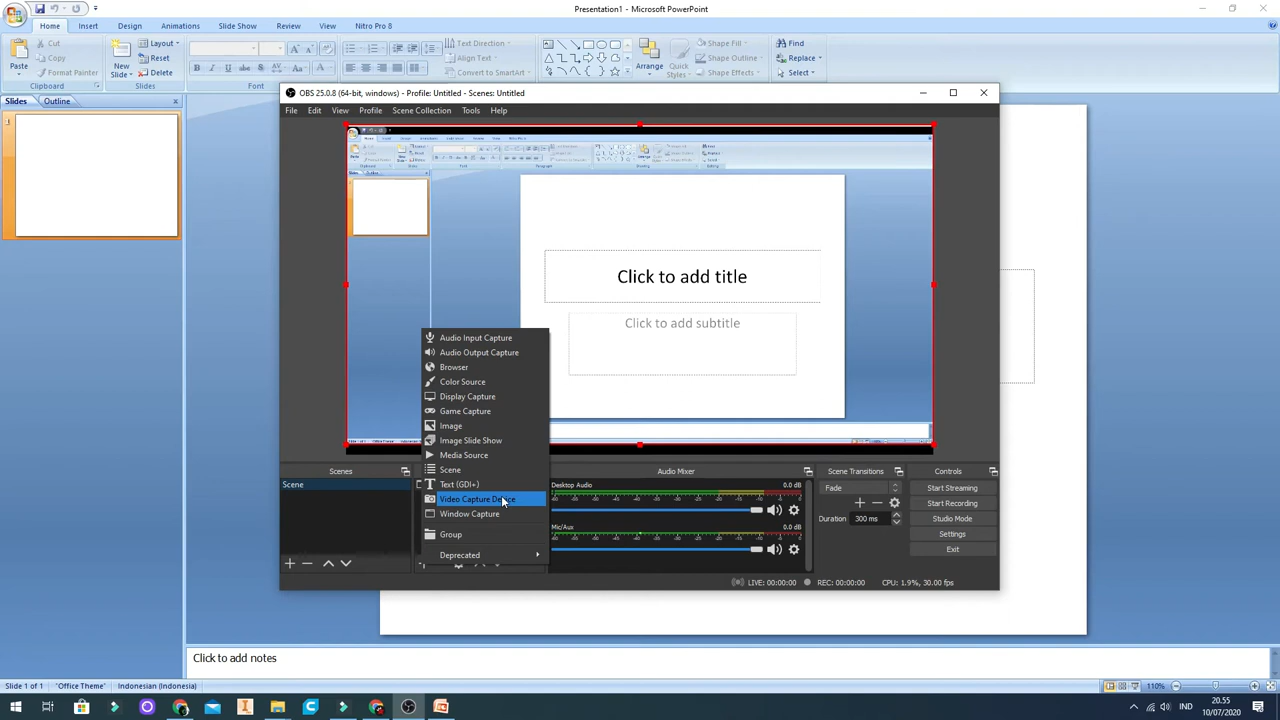 Presentation1 - Microsoft PowerPoint
Home Insert Design Animations Slide Show Review View Nitro Pro 8
Paste
Cut
Copy
Format Painter
Clipboard
New Slide
Layout
Reset
Delete
Slides
B I U
Font
Text Direction
Align Text
Convert to SmartArt
Arrange
Quick Styles
Shape Fill
Shape Outline
Shape Effects
Find
Replace
Select
Slides Outline
1
OBS 25.0.8 (64-bit, windows) - Profile: Untitled - Scenes: Untitled
File Edit View Profile Scene Collection Tools Help
Click to add title
Click to add subtitle
Audio Input Capture
Audio Output Capture
Browser
Color Source
Display Capture
Game Capture
Image
Image Slide Show
Media Source
Scene
Text (GDI+)
Video Capture Device
Window Capture
Group
Deprecated
Scenes
Scene
Audio Mixer
Desktop Audio 0.0 dB
Mic/Aux 0.0 dB
Scene Transitions
Fade
Duration 300 ms
Controls
Start Streaming
Start Recording
Studio Mode
Settings
Exit
LIVE: 00:00:00 REC: 00:00:00 CPU: 1.9%, 30.00 fps
Click to add notes
Slide 1 of 1 "Office Theme" Indonesian (Indonesia) 110%
IND
20.55
10/07/2020